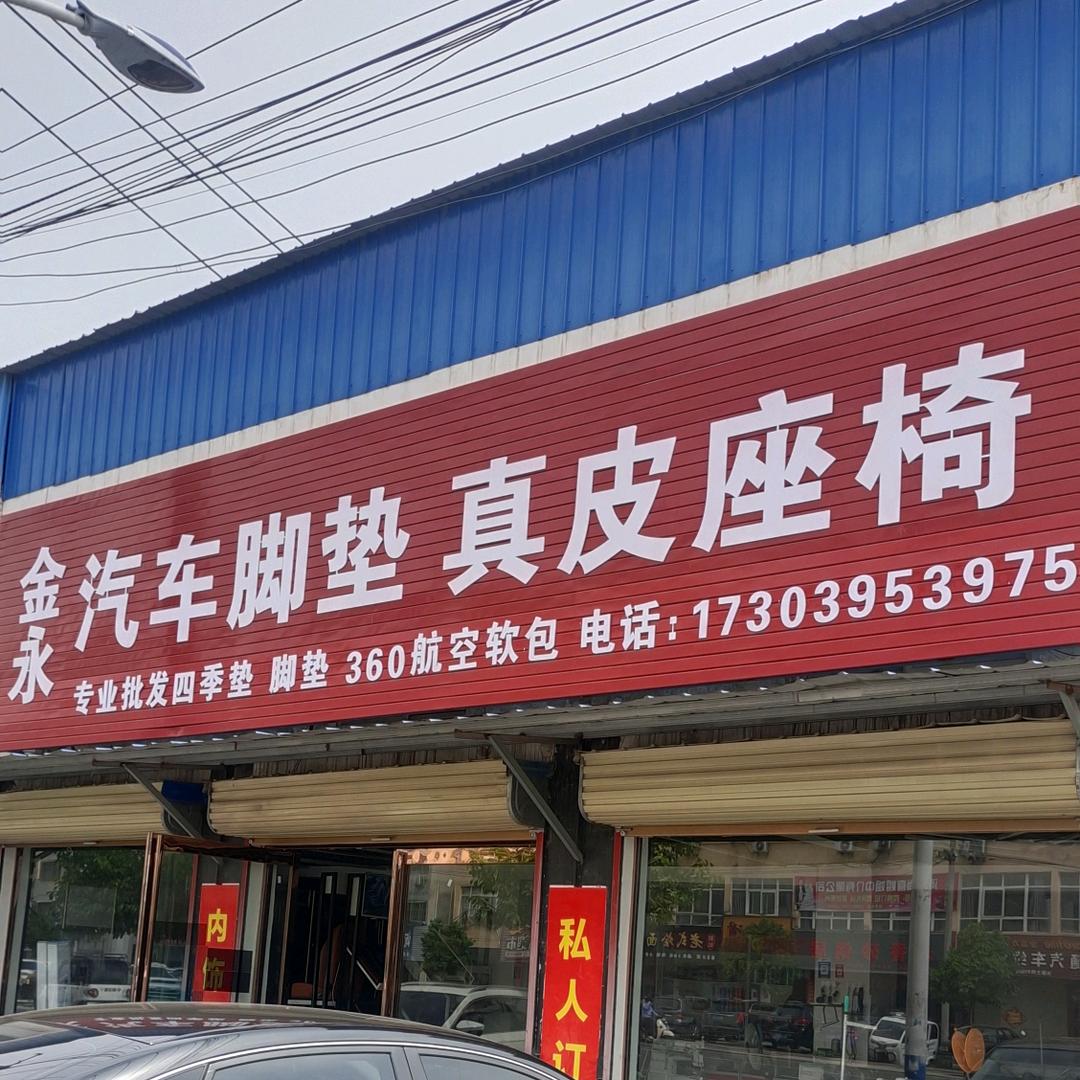 金永
汽车脚垫 真皮座椅
专业批发四季垫 脚垫 360航空软包 电话:17303953975
内饰
私人订